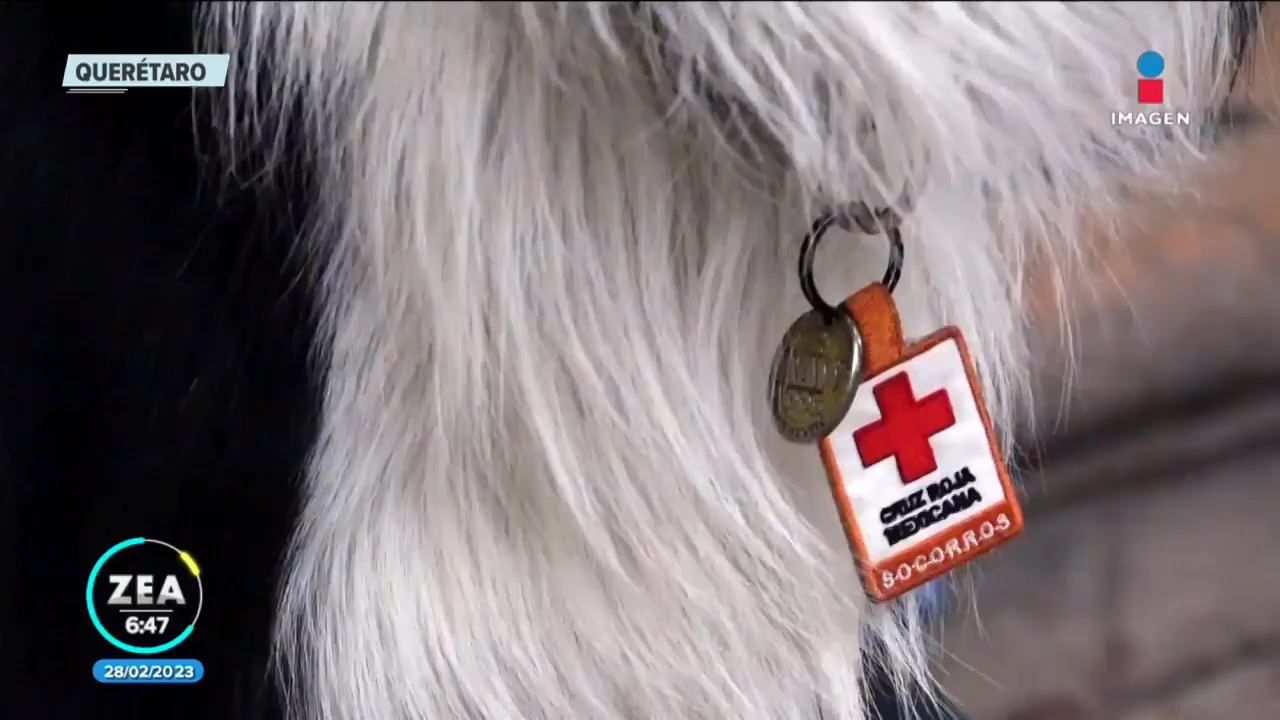 QUERÉTARO
IMAGEN
CRUZ ROJA
MEXICANA
SOCORROS
ZEA
6:47
28/02/2023